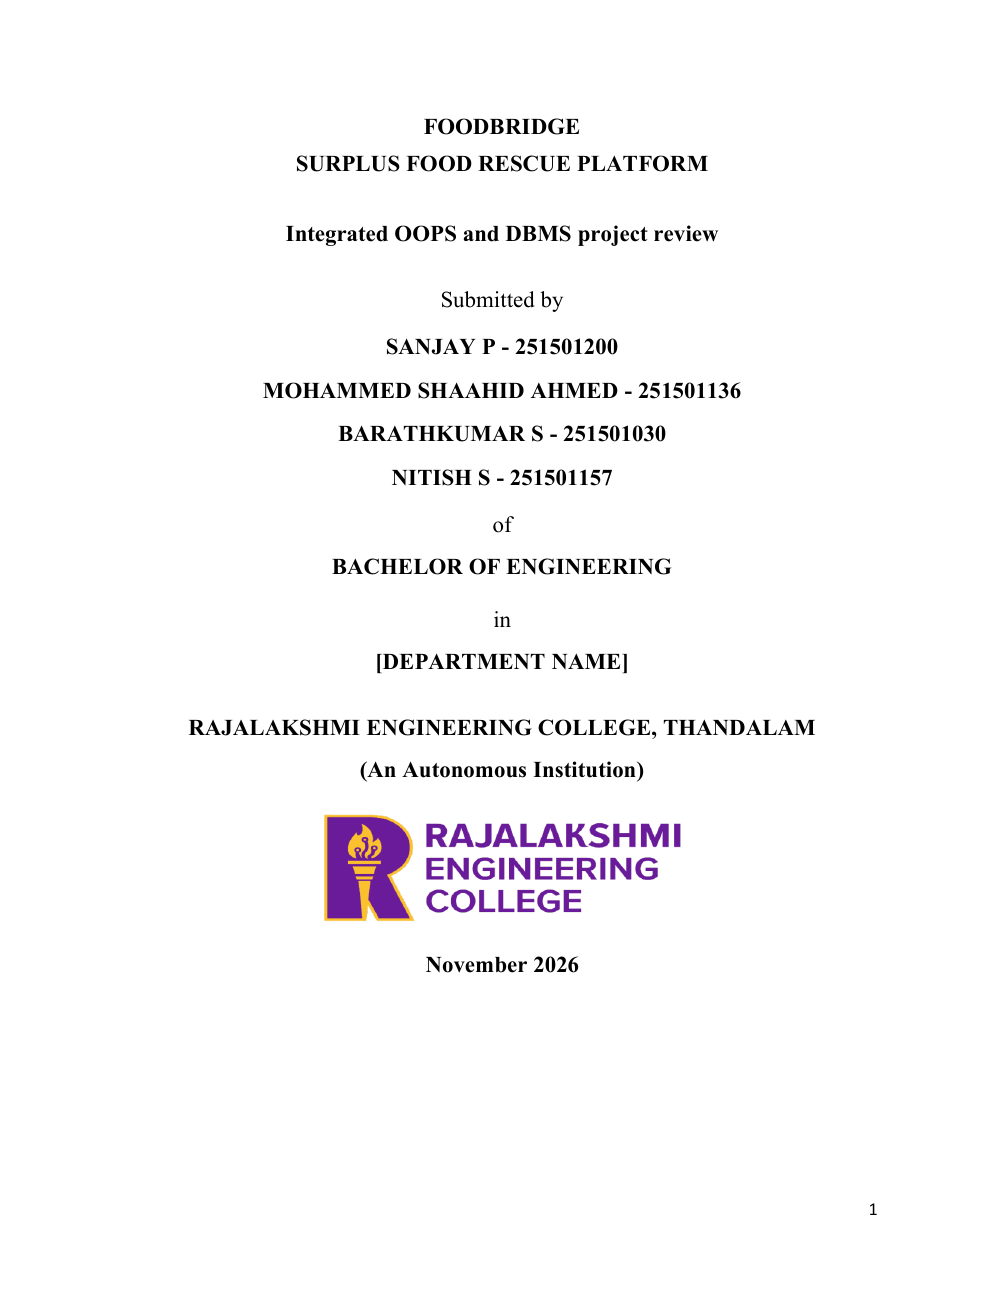 FOODBRIDGE
SURPLUS FOOD RESCUE PLATFORM
Integrated OOPS and DBMS project review
Submitted by
SANJAY P - 251501200
MOHAMMED SHAAHID AHMED - 251501136
BARATHKUMAR S - 251501030
NITISH S - 251501157
of
BACHELOR OF ENGINEERING
in
[DEPARTMENT NAME]
RAJALAKSHMI ENGINEERING COLLEGE, THANDALAM
(An Autonomous Institution)
RAJALAKSHMI
ENGINEERING
COLLEGE
November 2026
1